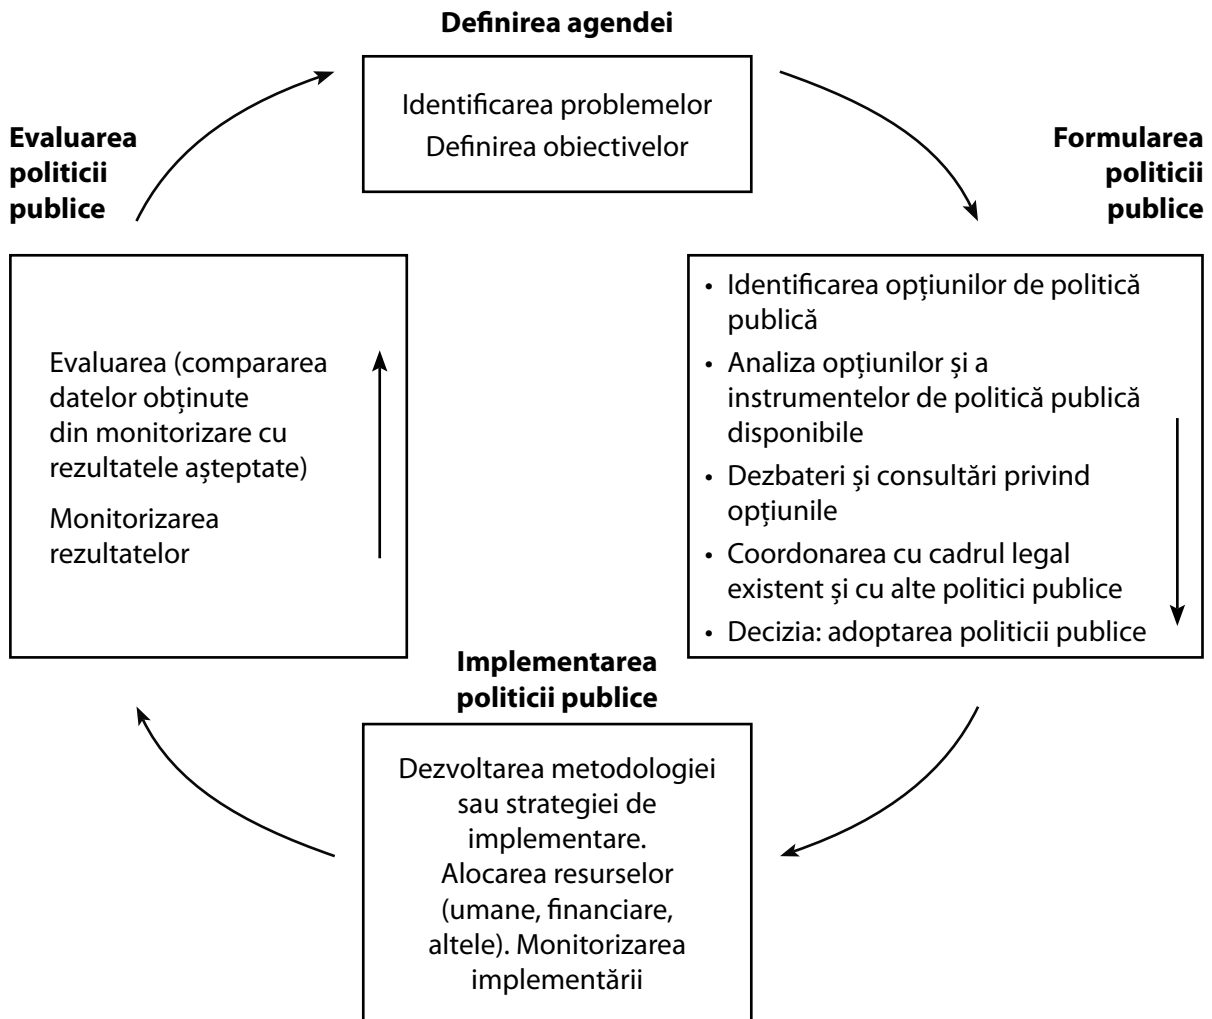 Definirea agendei
Identificarea problemelor
Definirea obiectivelor
Formularea
politicii
publice
• Identificarea opțiunilor de politică
publică
• Analiza opțiunilor și a
instrumentelor de politică publică
disponibile
• Dezbateri și consultări privind
opțiunile
• Coordonarea cu cadrul legal
existent și cu alte politici publice
• Decizia: adoptarea politicii publice
Implementarea
politicii publice
Dezvoltarea metodologiei
sau strategiei de
implementare.
Alocarea resurselor
(umane, financiare,
altele). Monitorizarea
implementării
Evaluarea
politicii
publice
Evaluarea (compararea
datelor obținute
din monitorizare cu
rezultatele așteptate)
Monitorizarea
rezultatelor